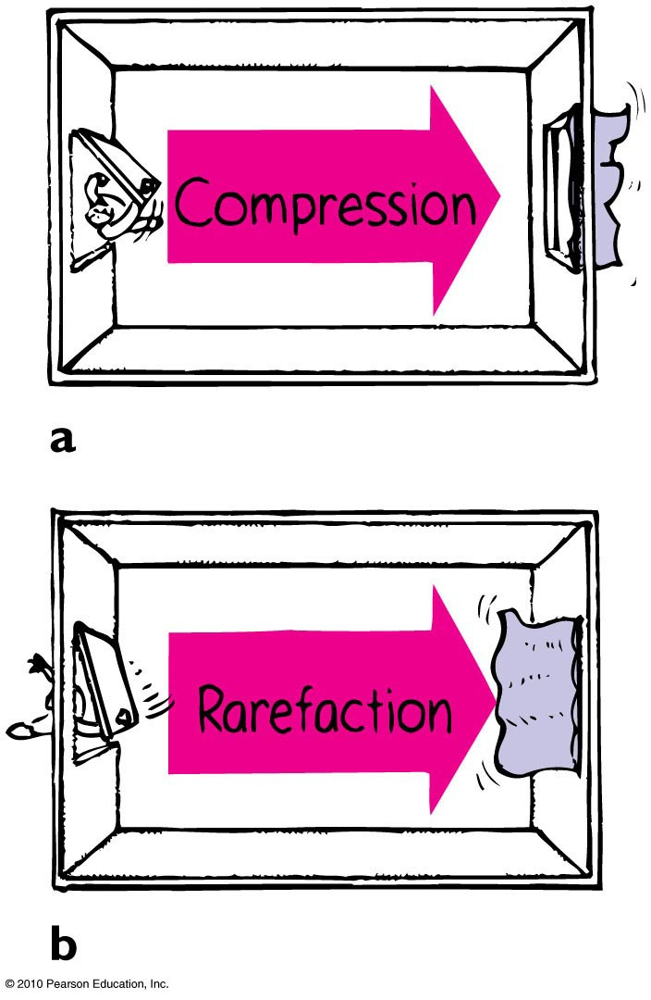 Compression
a
Rarefaction
b
© 2010 Pearson Education, Inc.